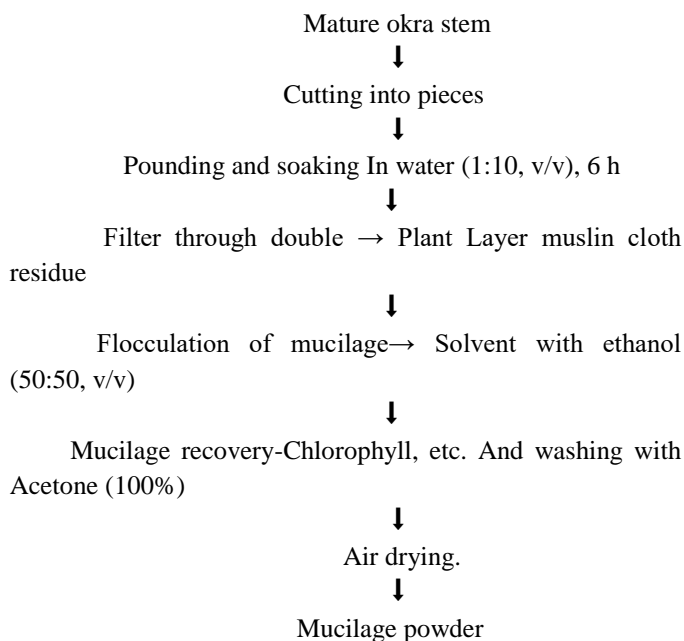 Mature okra stem
⬇
Cutting into pieces
⬇
Pounding and soaking In water (1:10, v/v), 6 h
⬇
Filter through double → Plant Layer muslin cloth
residue
⬇
Flocculation of mucilage→ Solvent with ethanol
(50:50, v/v)
⬇
Mucilage recovery-Chlorophyll, etc. And washing with
Acetone (100%)
⬇
Air drying.
⬇
Mucilage powder